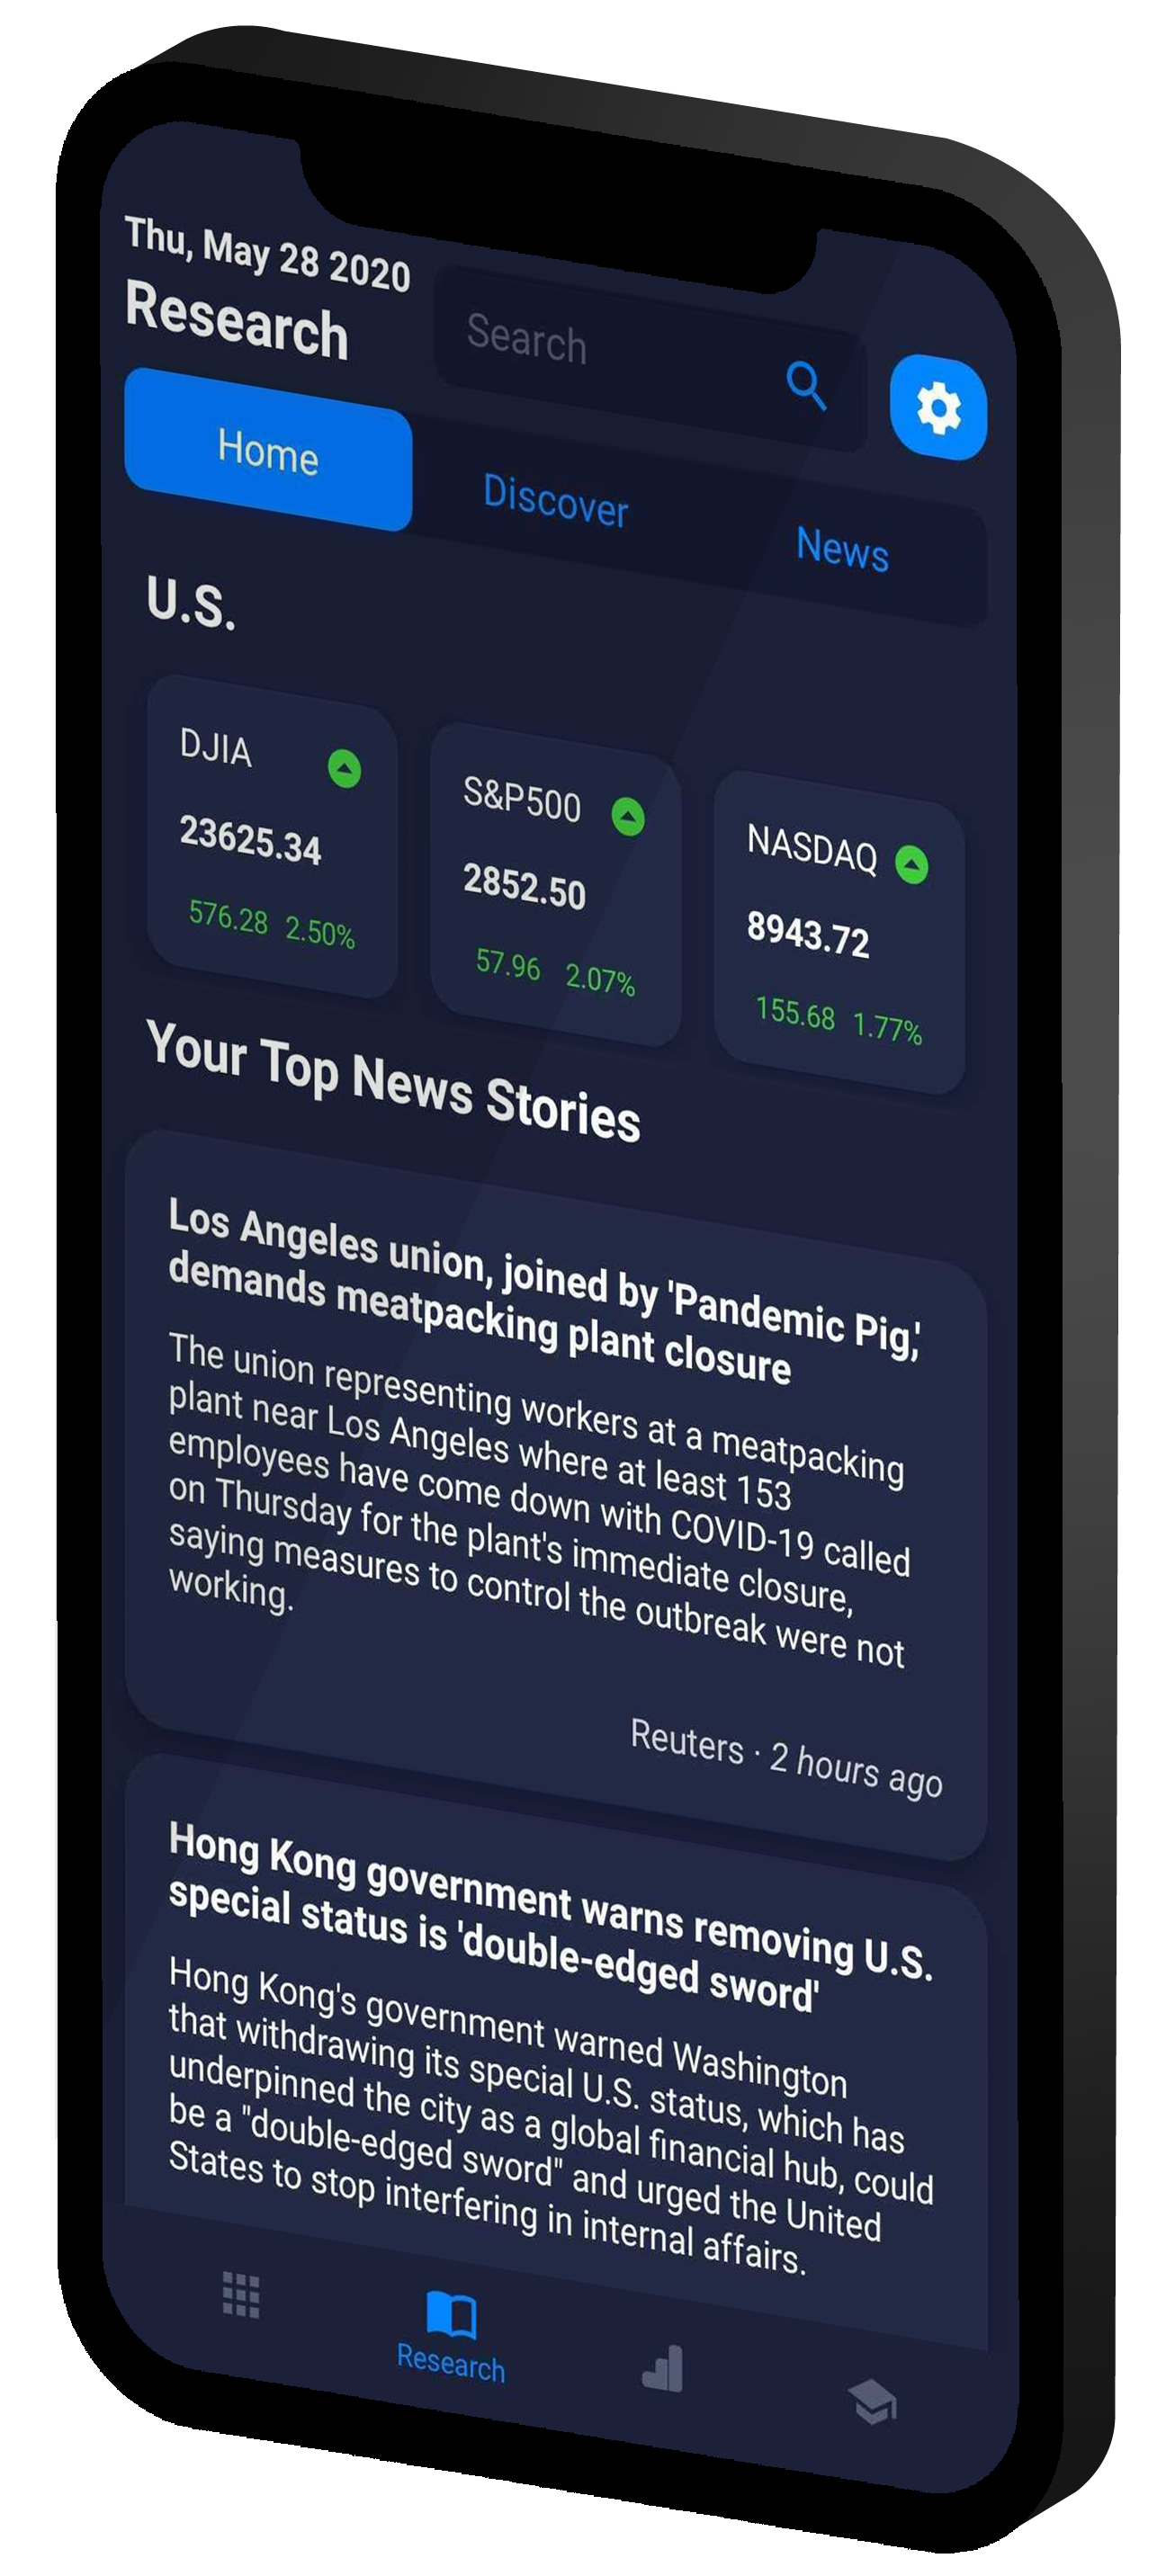 Thu, May 28 2020
Research
Search
Home
Discover
News
U.S.
DJIA
23625.34
576.28 2.50%
S&P500
2852.50
57.96 2.07%
NASDAQ
8943.72
155.68 1.77%
Your Top News Stories
Los Angeles union, joined by 'Pandemic Pig,'
demands meatpacking plant closure
The union representing workers at a meatpacking
plant near Los Angeles where at least 153
employees have come down with COVID-19 called
on Thursday for the plant's immediate closure,
saying measures to control the outbreak were not
working.
Reuters · 2 hours ago
Hong Kong government warns removing U.S.
special status is 'double-edged sword'
Hong Kong's government warned Washington
that withdrawing its special U.S. status, which has
underpinned the city as a global financial hub, could
be a "double-edged sword" and urged the United
States to stop interfering in internal affairs.
Research